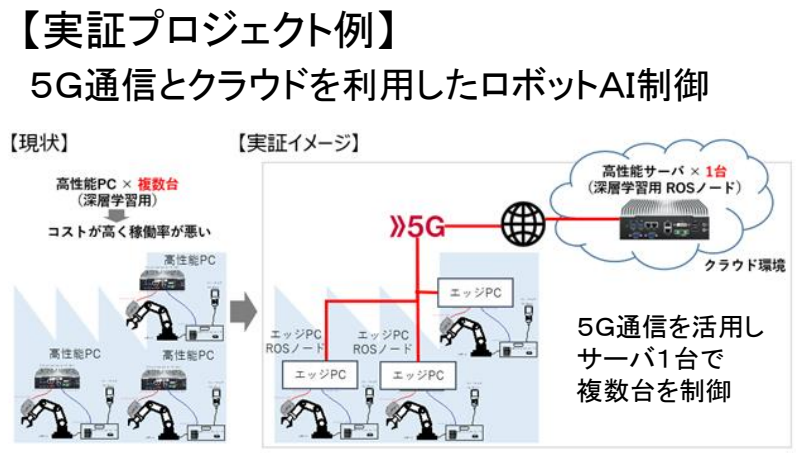 【実証プロジェクト例】
5G通信とクラウドを利用したロボットAI制御
【現状】
高性能PC × 複数台
（深層学習用）
コストが高く稼働率が悪い
高性能PC
高性能PC
高性能PC
【実証イメージ】
高性能サーバ × 1台
（深層学習用 ROSノード）
5G
クラウド環境
エッジPC
エッジPC
ROSノード
エッジPC
ROSノード
エッジPC
エッジPC
5G通信を活用し
サーバ1台で
複数台を制御